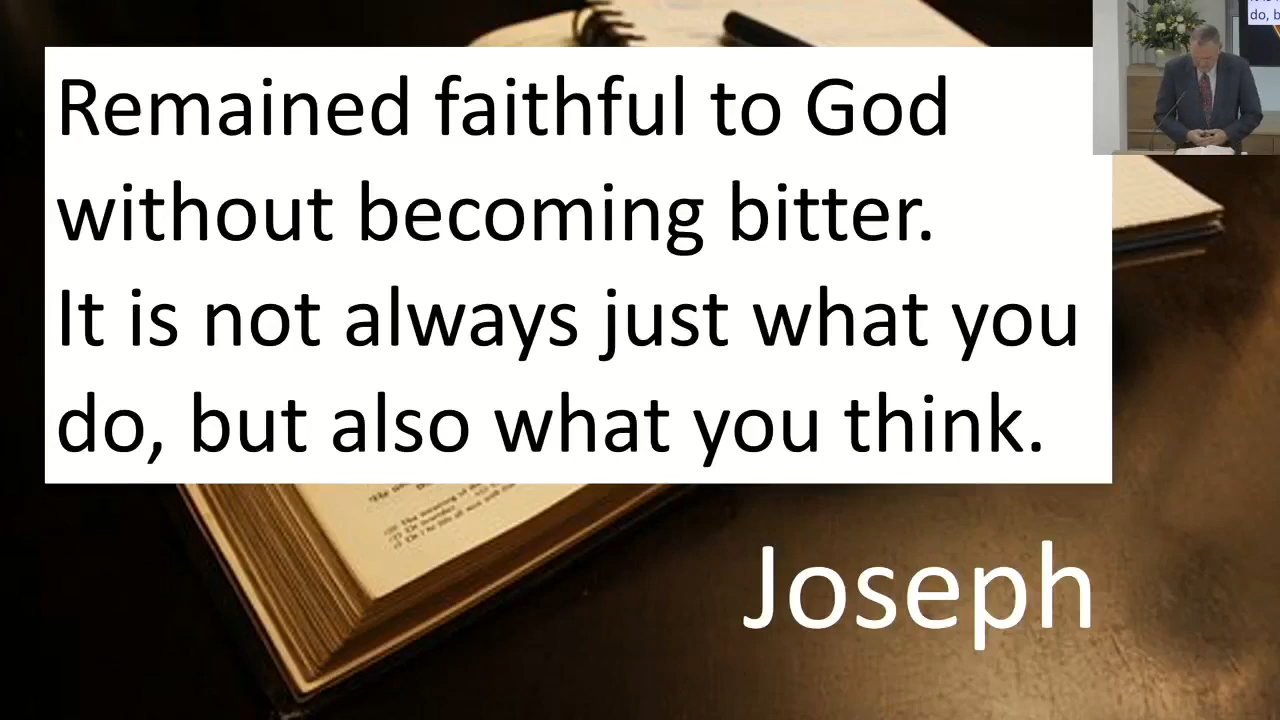 Remained faithful to God
without becoming bitter.
It is not always just what you
do, but also what you think.
Joseph
do, b